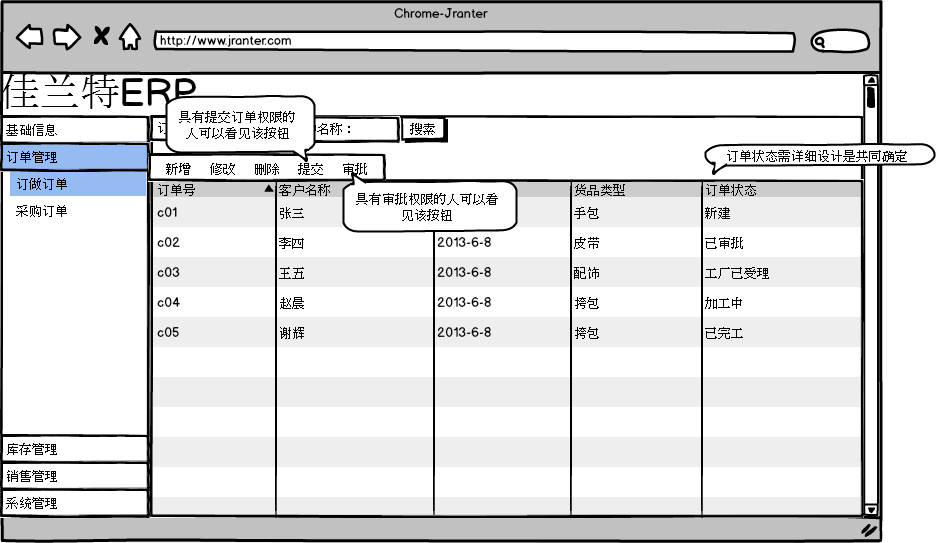 Chrome-Jranter
http://www.jranter.com
佳兰特ERP
具有提交订单权限的
人可以看见该按钮
名称： 搜索
基础信息
订单管理
订做订单
采购订单
库存管理
销售管理
系统管理
新增 修改 删除 提交 审批
订单状态需详细设计是共同确定
具有审批权限的人可以看
见该按钮
订单号 客户名称 货品类型 订单状态
c01 张三 手包 新建
c02 李四 2013-6-8 皮带 已审批
c03 王五 2013-6-8 配饰 工厂已受理
c04 赵晨 2013-6-8 挎包 加工中
c05 谢辉 2013-6-8 挎包 已完工